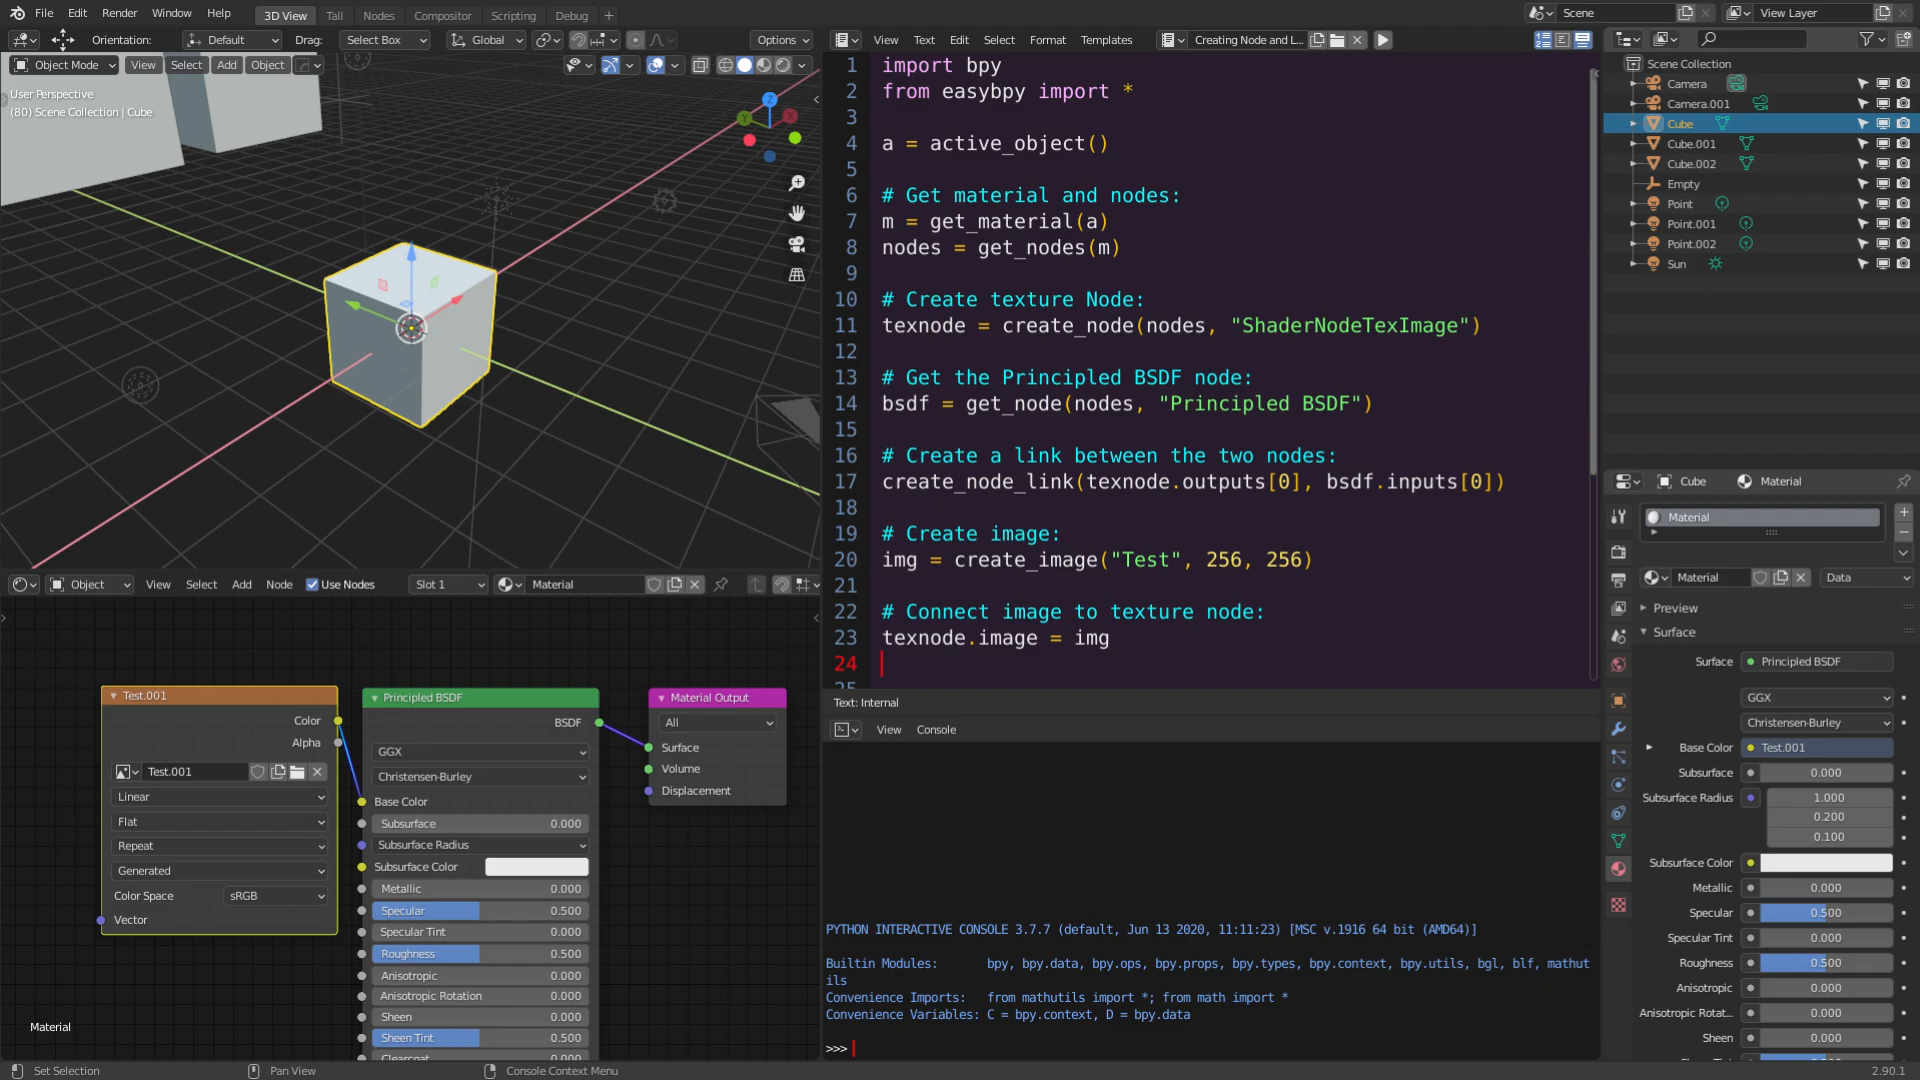 File Edit Render Window Help 3D View Tall Nodes Compositor Scripting Debug +
Scene
View Layer
Orientation: Default Drag: Select Box Global Options
View Text Edit Select Format Templates Creating Node and L...
Object Mode View Select Add Object
User Perspective
(80) Scene Collection | Cube
Z
Y
X
1 import bpy
2 from easybpy import *
3
4 a = active_object()
5
6 # Get material and nodes:
7 m = get_material(a)
8 nodes = get_nodes(m)
9
10 # Create texture Node:
11 texnode = create_node(nodes, "ShaderNodeTexImage")
12
13 # Get the Principled BSDF node:
14 bsdf = get_node(nodes, "Principled BSDF")
15
16 # Create a link between the two nodes:
17 create_node_link(texnode.outputs[0], bsdf.inputs[0])
18
19 # Create image:
20 img = create_image("Test", 256, 256)
21
22 # Connect image to texture node:
23 texnode.image = img
24
25
Text: Internal
View Console
PYTHON INTERACTIVE CONSOLE 3.7.7 (default, Jun 13 2020, 11:11:23) [MSC v.1916 64 bit (AMD64)]
Builtin Modules: bpy, bpy.data, bpy.ops, bpy.props, bpy.types, bpy.context, bpy.utils, bgl, blf, mathut
ils
Convenience Imports: from mathutils import *; from math import *
Convenience Variables: C = bpy.context, D = bpy.data
>>>
Object View Select Add Node Use Nodes Slot 1 Material
Test.001
Color
Alpha
Test.001
Linear
Flat
Repeat
Generated
Color Space sRGB
Vector
Principled BSDF
BSDF
GGX
Christensen-Burley
Base Color
Subsurface 0.000
Subsurface Radius
Subsurface Color
Metallic 0.000
Specular 0.500
Specular Tint 0.000
Roughness 0.500
Anisotropic 0.000
Anisotropic Rotation 0.000
Sheen 0.000
Sheen Tint 0.500
Clearcoat 0.000
Material Output
All
Surface
Volume
Displacement
Material
Scene Collection
Camera
Camera.001
Cube
Cube.001
Cube.002
Empty
Point
Point.001
Point.002
Sun
Cube Material
Material
Material Data
Preview
Surface
Surface Principled BSDF
GGX
Christensen-Burley
Base Color Test.001
Subsurface 0.000
Subsurface Radius 1.000
0.200
0.100
Subsurface Color
Metallic 0.000
Specular 0.500
Specular Tint 0.000
Roughness 0.500
Anisotropic 0.000
Anisotropic Rotat... 0.000
Sheen 0.000
Set Selection Pan View Console Context Menu 2.90.1